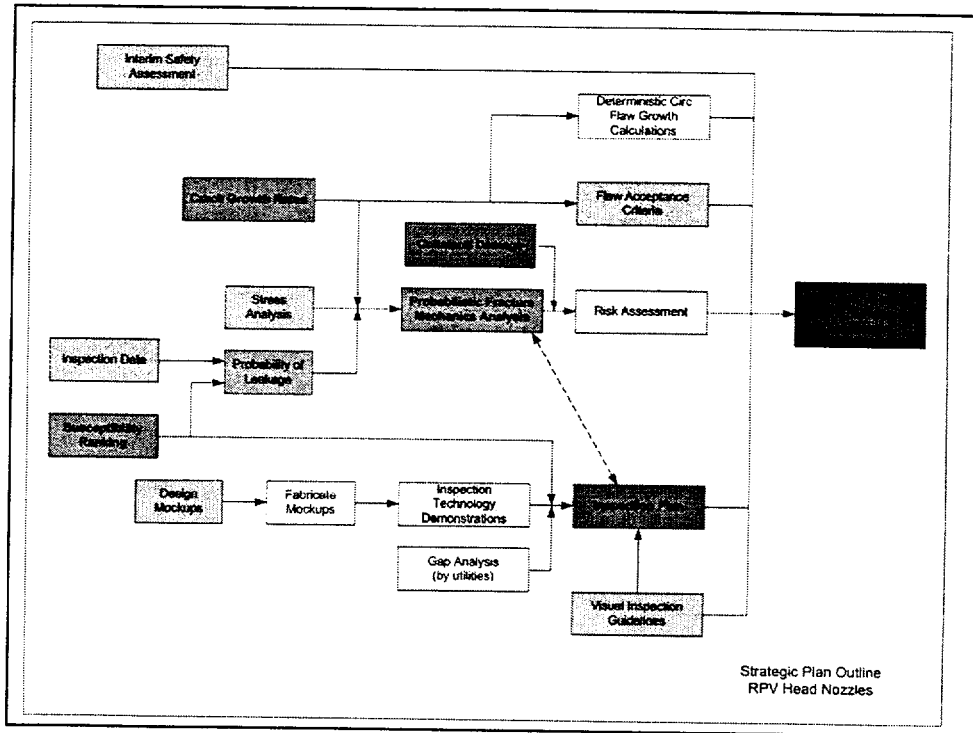 Interim Safety
Assessment
Deterministic Circ
Flaw Growth
Calculations
Crack Growth Rates
Flaw Acceptance
Criteria
Stress
Analysis
Probabilistic Fracture
Mechanics Analysis
Risk Assessment
Inspection Data
Probability of
Leakage
Susceptibility
Ranking
Design
Mockups
Fabricate
Mockups
Inspection
Technology
Demonstrations
Inspection Plan
Gap Analysis
(by utilities)
Visual Inspection
Guidelines
Strategic Plan Outline
RPV Head Nozzles